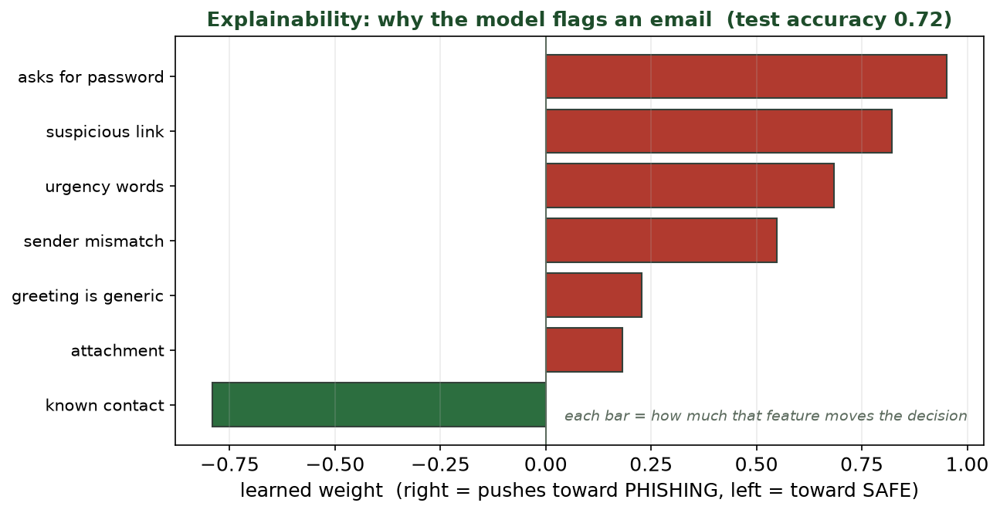 Explainability: why the model flags an email  (test accuracy 0.72)
asks for password
suspicious link
urgency words
sender mismatch
greeting is generic
attachment
known contact
each bar = how much that feature moves the decision
−0.75 −0.50 −0.25 0.00 0.25 0.50 0.75 1.00
learned weight  (right = pushes toward PHISHING, left = toward SAFE)